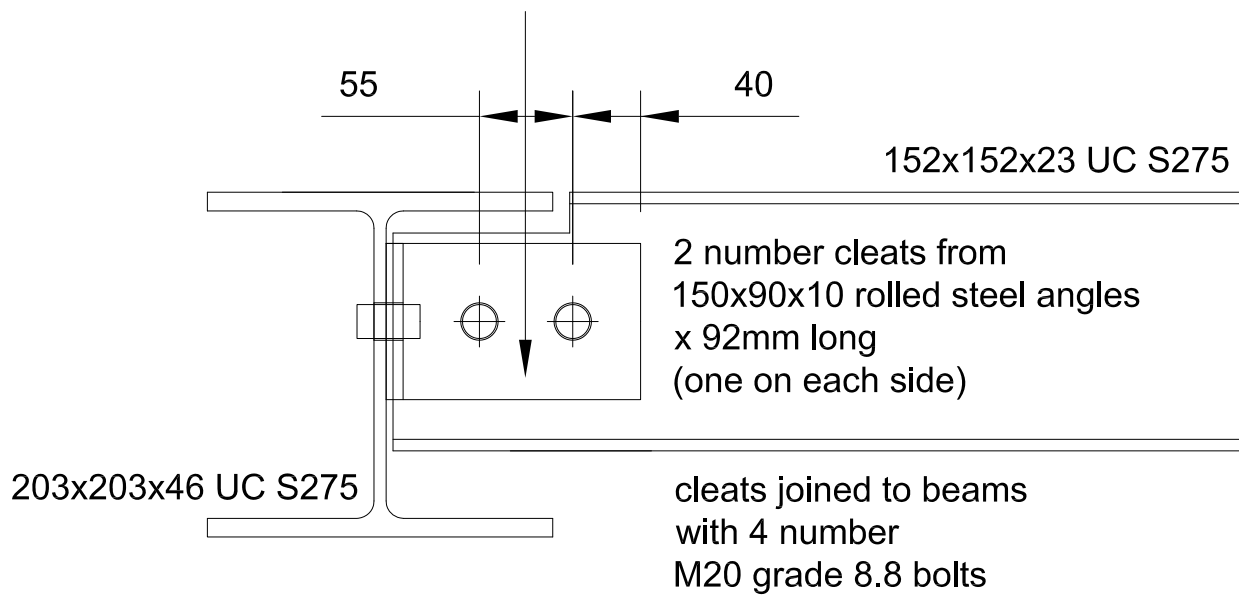 55
40
152x152x23 UC S275
2 number cleats from
150x90x10 rolled steel angles
x 92mm long
(one on each side)
203x203x46 UC S275
cleats joined to beams
with 4 number
M20 grade 8.8 bolts